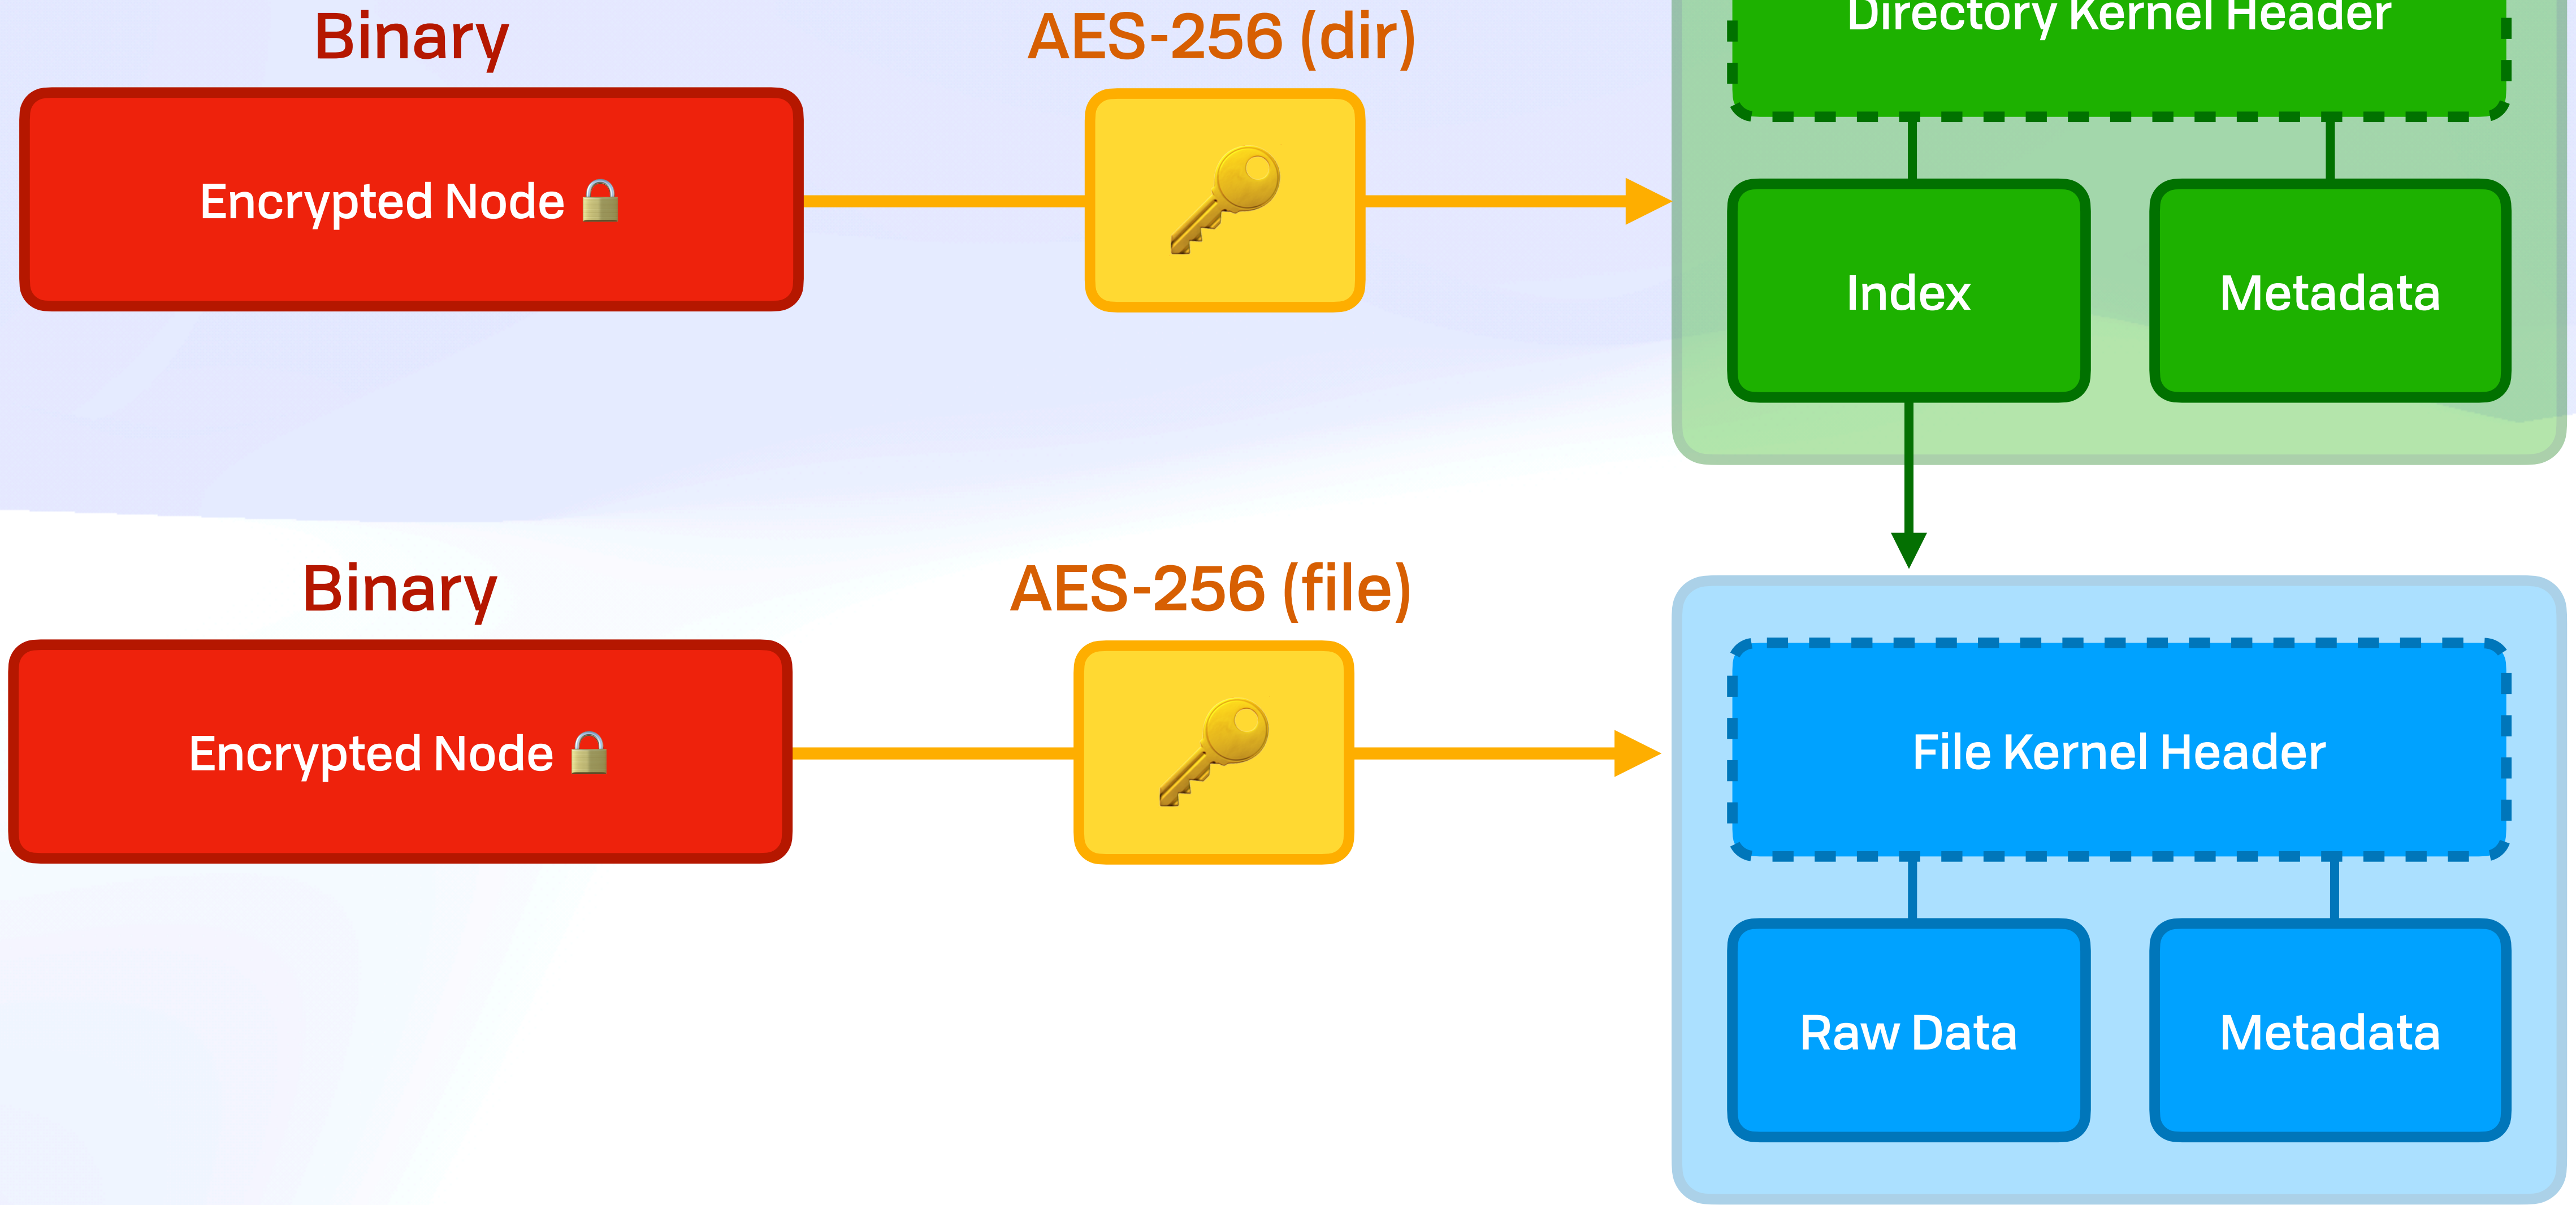 Binary
AES-256 (dir)
Directory Kernel Header
Encrypted Node 🔒
Index
Metadata
Binary
AES-256 (file)
Encrypted Node 🔒
File Kernel Header
Raw Data
Metadata